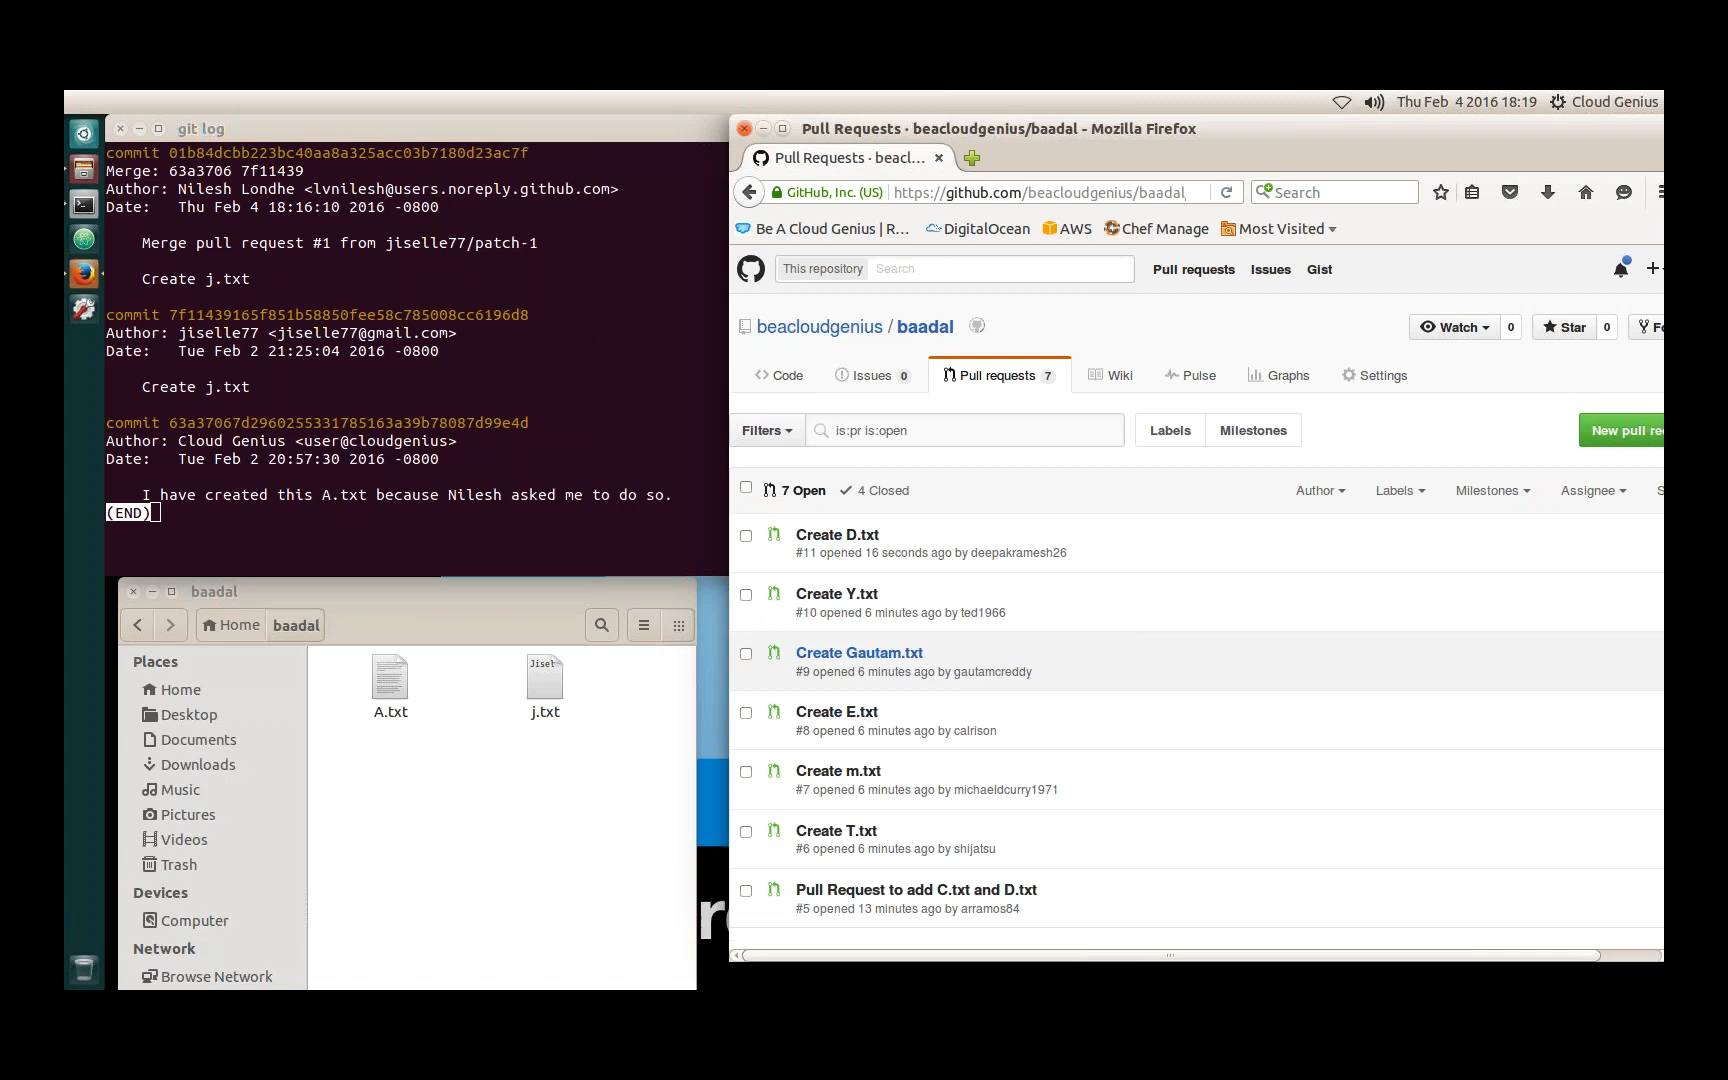 Thu Feb 4 2016 18:19 Cloud Genius
git log
commit 01b84dcbb223bc40aa8a325acc03b7180d23ac7f
Merge: 63a3706 7f11439
Author: Nilesh Londhe <lvnilesh@users.noreply.github.com>
Date: Thu Feb 4 18:16:10 2016 -0800
Merge pull request #1 from jiselle77/patch-1
Create j.txt
commit 7f11439165f851b58850fee58c785008cc6196d8
Author: jiselle77 <jiselle77@gmail.com>
Date: Tue Feb 2 21:25:04 2016 -0800
Create j.txt
commit 63a37067d2960255331785163a39b78087d99e4d
Author: Cloud Genius <user@cloudgenius>
Date: Tue Feb 2 20:57:30 2016 -0800
I have created this A.txt because Nilesh asked me to do so.
(END)
baadal
Home baadal
Places
Home
Desktop
Documents
Downloads
Music
Pictures
Videos
Trash
Devices
Computer
Network
Browse Network
Jisel
A.txt j.txt
Pull Requests · beacloudgenius/baadal - Mozilla Firefox
Pull Requests · beacl...
GitHub, Inc. (US) https://github.com/beacloudgenius/baadal
Search
Be A Cloud Genius | R... DigitalOcean AWS Chef Manage Most Visited
This repository Search Pull requests Issues Gist
beacloudgenius / baadal
Watch 0 Star 0 Fo
Code Issues 0 Pull requests 7 Wiki Pulse Graphs Settings
Filters is:pr is:open Labels Milestones New pull re
7 Open 4 Closed Author Labels Milestones Assignee S
Create D.txt
#11 opened 16 seconds ago by deepakramesh26
Create Y.txt
#10 opened 6 minutes ago by ted1966
Create Gautam.txt
#9 opened 6 minutes ago by gautamcreddy
Create E.txt
#8 opened 6 minutes ago by calrison
Create m.txt
#7 opened 6 minutes ago by michaeldcurry1971
Create T.txt
#6 opened 6 minutes ago by shijatsu
Pull Request to add C.txt and D.txt
#5 opened 13 minutes ago by arramos84